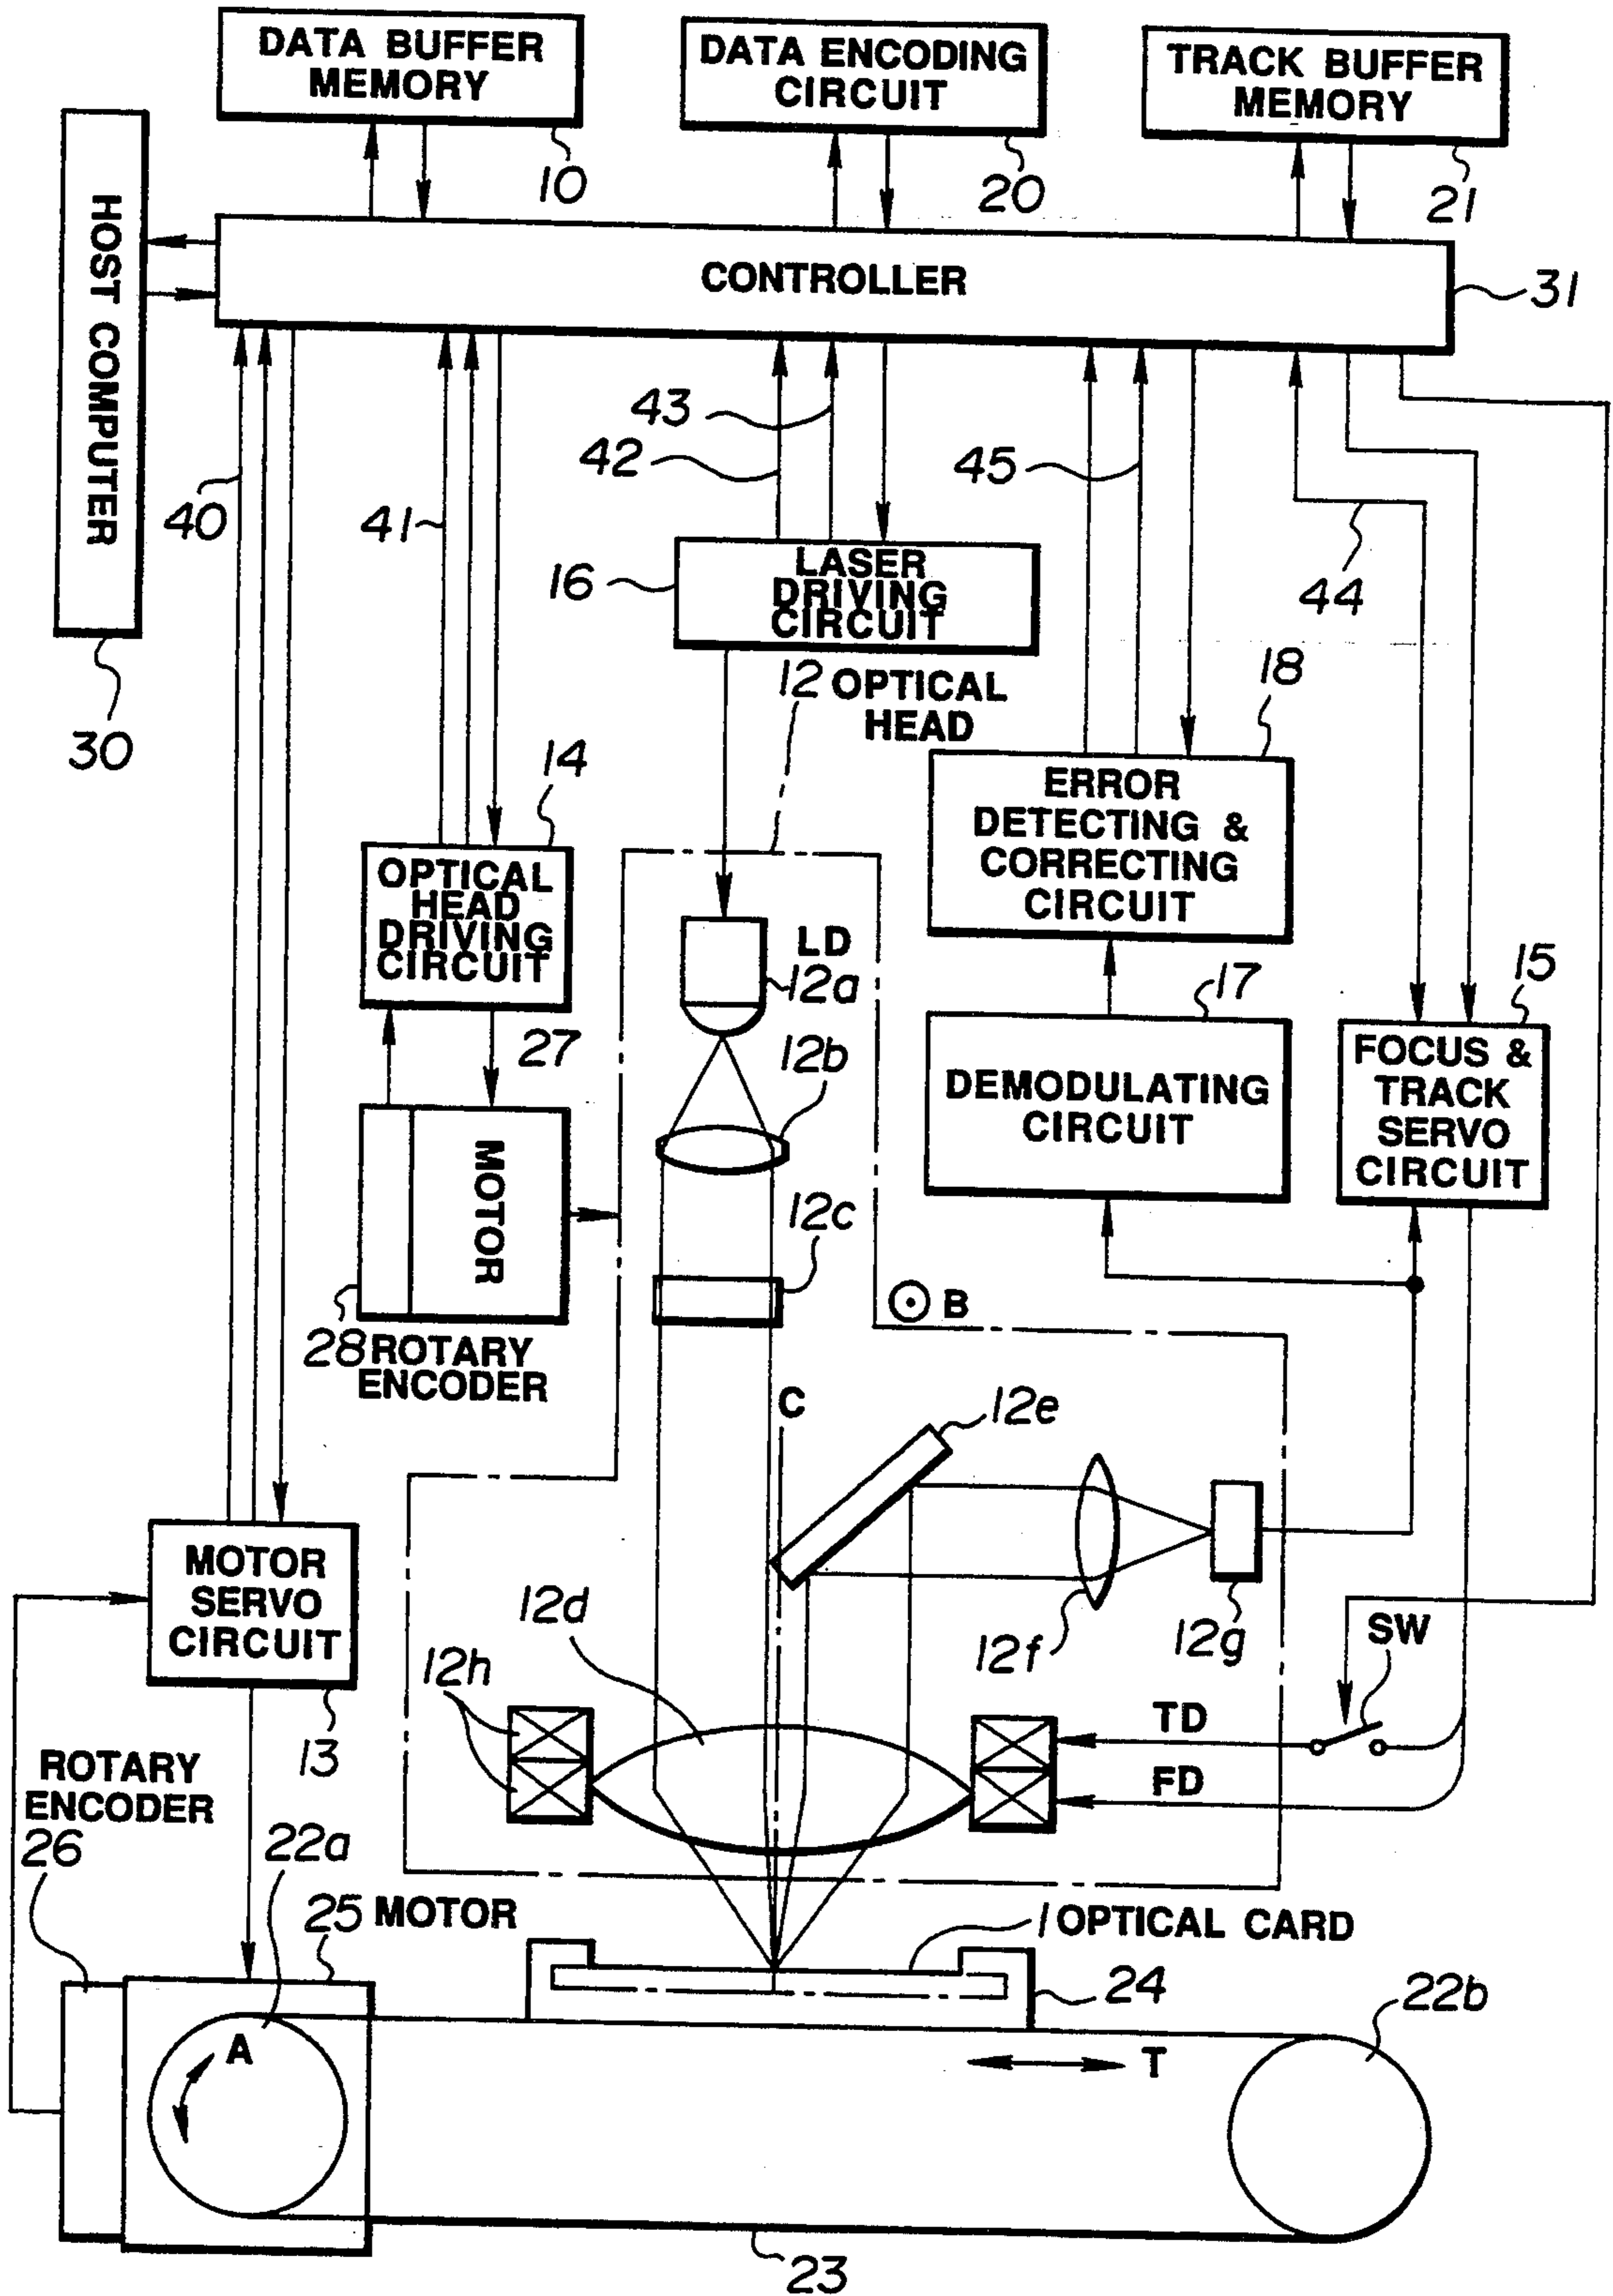 DATA BUFFER
MEMORY
10
DATA ENCODING
CIRCUIT
20
TRACK BUFFER
MEMORY
21
HOST COMPUTER
30
CONTROLLER
31
40
41
42
43
45
44
16
LASER
DRIVING
CIRCUIT
12 OPTICAL
HEAD
14
OPTICAL
HEAD
DRIVING
CIRCUIT
27
MOTOR
28 ROTARY
ENCODER
18
ERROR
DETECTING &
CORRECTING
CIRCUIT
17
DEMODULATING
CIRCUIT
15
FOCUS &
TRACK
SERVO
CIRCUIT
LD
12a
12b
12c
B
C
12e
12f
12g
12d
12h
SW
TD
FD
MOTOR
SERVO
CIRCUIT
13
ROTARY
ENCODER
26
22a
25 MOTOR
1 OPTICAL CARD
24
22b
A
T
23